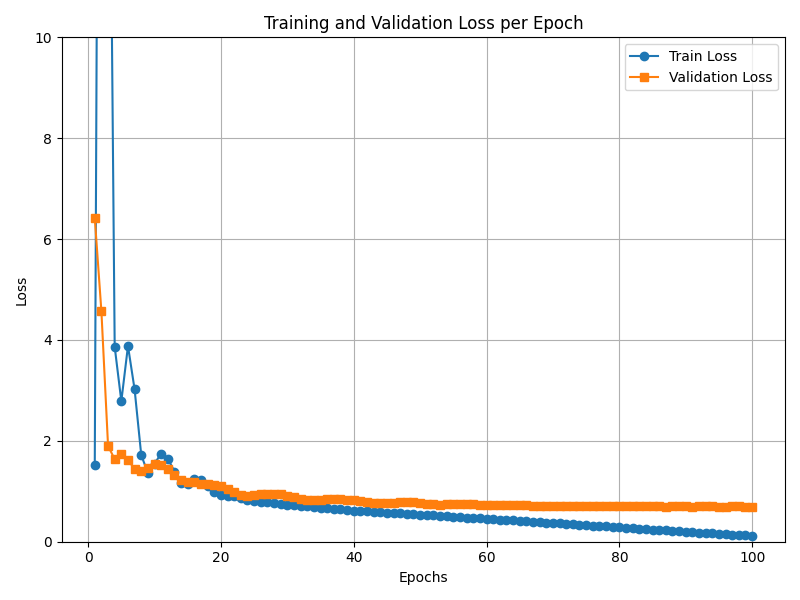 Training and Validation Loss per Epoch
10
8
6
4
2
0
Loss
Train Loss
Validation Loss
0 20 40 60 80 100
Epochs